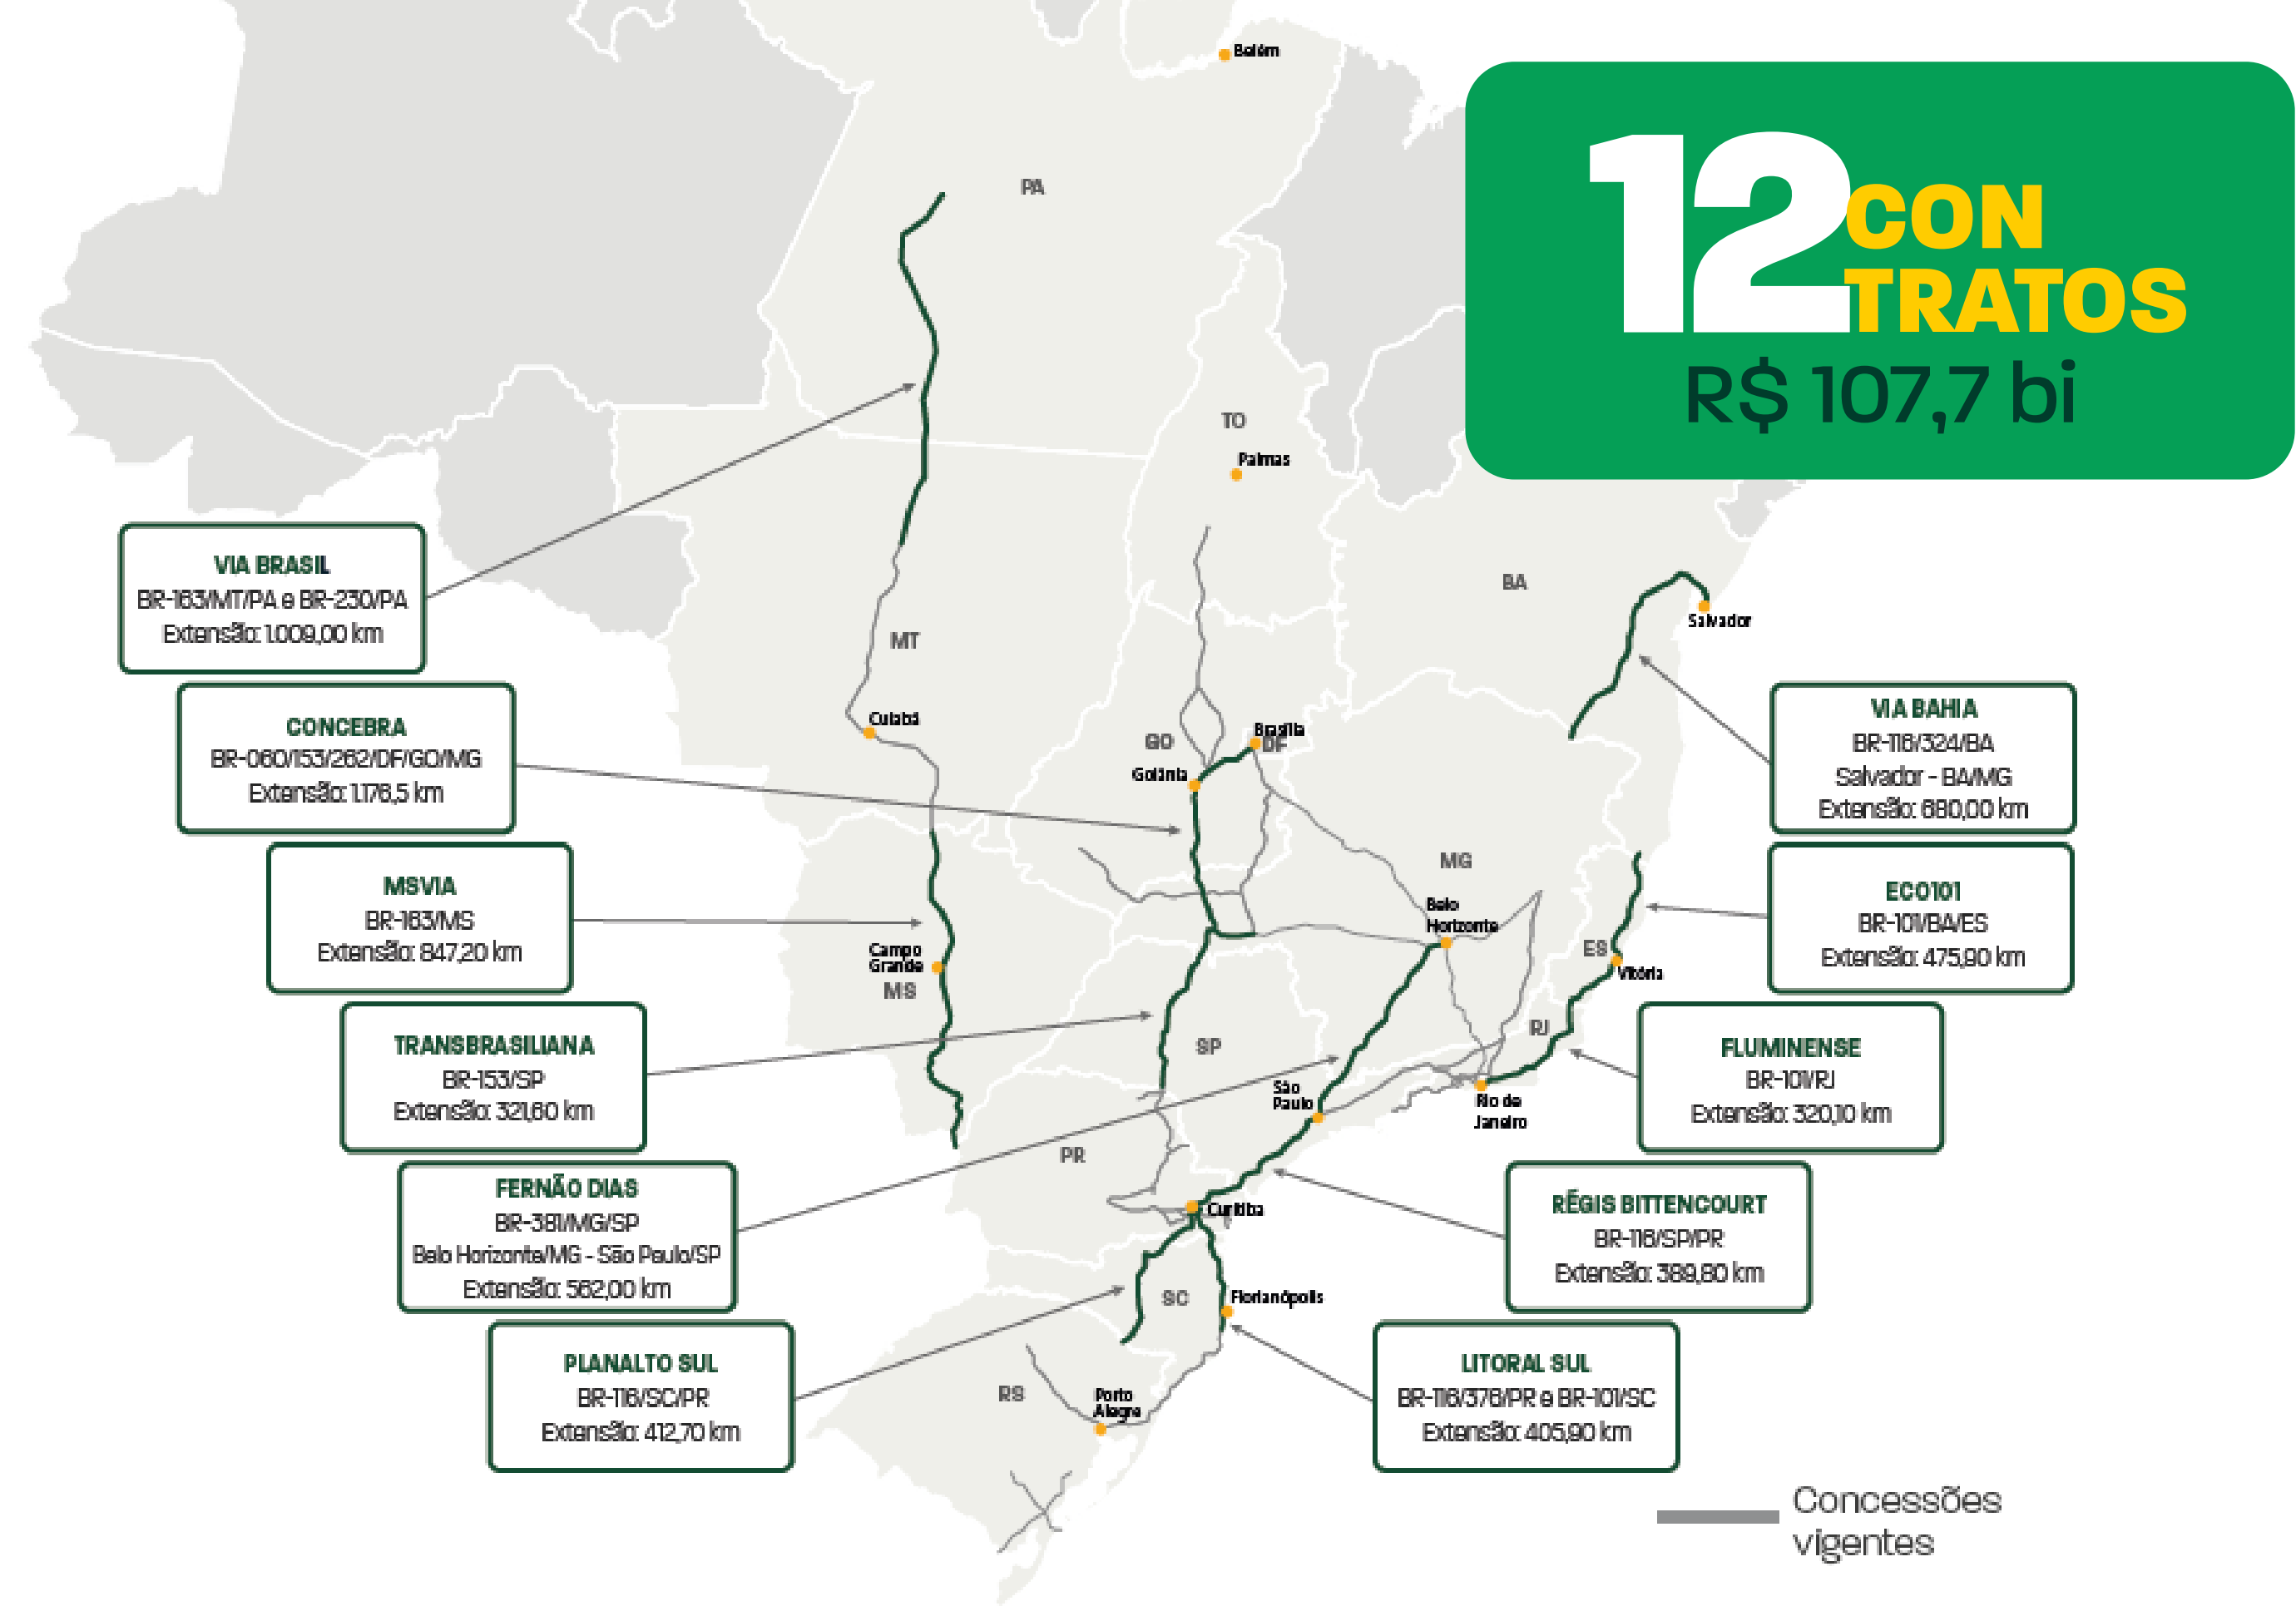 Belém
12 CON
TRATOS
R$ 107,7 bi
PA
TO
Palmas
BA
Salvador
MT
Cuiabá
GO
Brasília
DF
Goiânia
MG
Belo
Horizonte
ES
Vitória
Campo
Grande
MS
SP
RJ
São
Paulo
Rio de
Janeiro
PR
Curitiba
SC
Florianópolis
RS
Porto
Alegre
VIA BRASIL
BR-163/MT/PA e BR-230/PA
Extensão: 1.009,00 km
CONCEBRA
BR-060/153/262/DF/GO/MG
Extensão: 1.176,5 km
MSVIA
BR-163/MS
Extensão: 847,20 km
TRANSBRASILIANA
BR-153/SP
Extensão: 321,60 km
FERNÃO DIAS
BR-381/MG/SP
Belo Horizonte/MG - São Paulo/SP
Extensão: 562,00 km
PLANALTO SUL
BR-116/SC/PR
Extensão: 412,70 km
VIA BAHIA
BR-116/324/BA
Salvador - BA/MG
Extensão: 680,00 km
ECO101
BR-101/BA/ES
Extensão: 475,90 km
FLUMINENSE
BR-101/RJ
Extensão: 320,10 km
RÉGIS BITTENCOURT
BR-116/SP/PR
Extensão: 389,80 km
LITORAL SUL
BR-116/376/PR e BR-101/SC
Extensão: 405,90 km
Concessões
vigentes